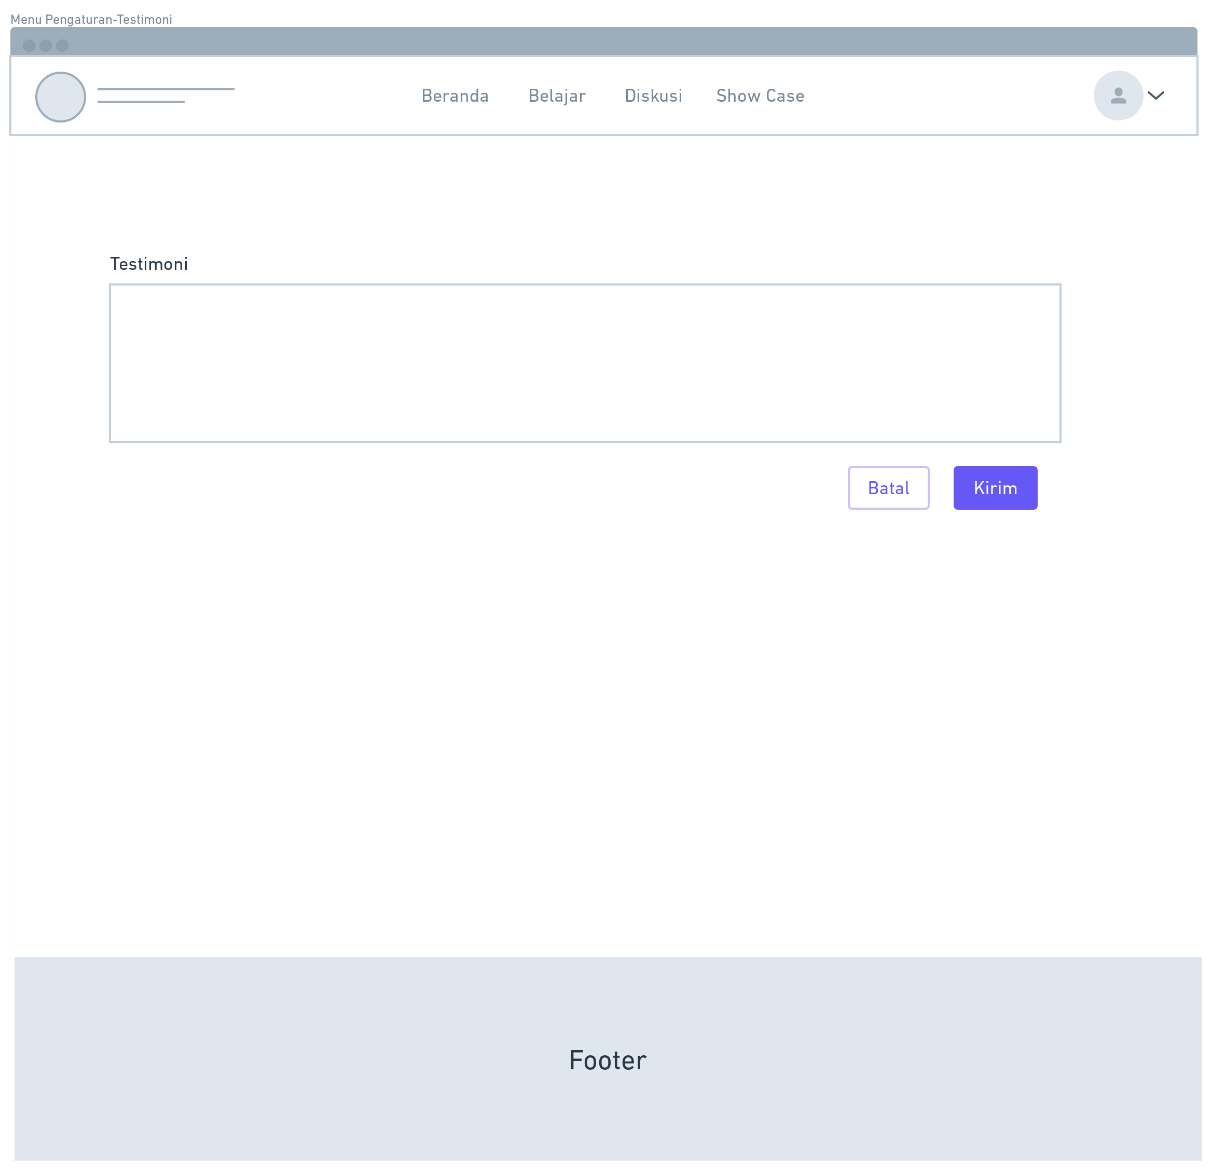 Menu Pengaturan-Testimoni
Beranda Belajar Diskusi Show Case
Testimoni
Batal Kirim
Footer